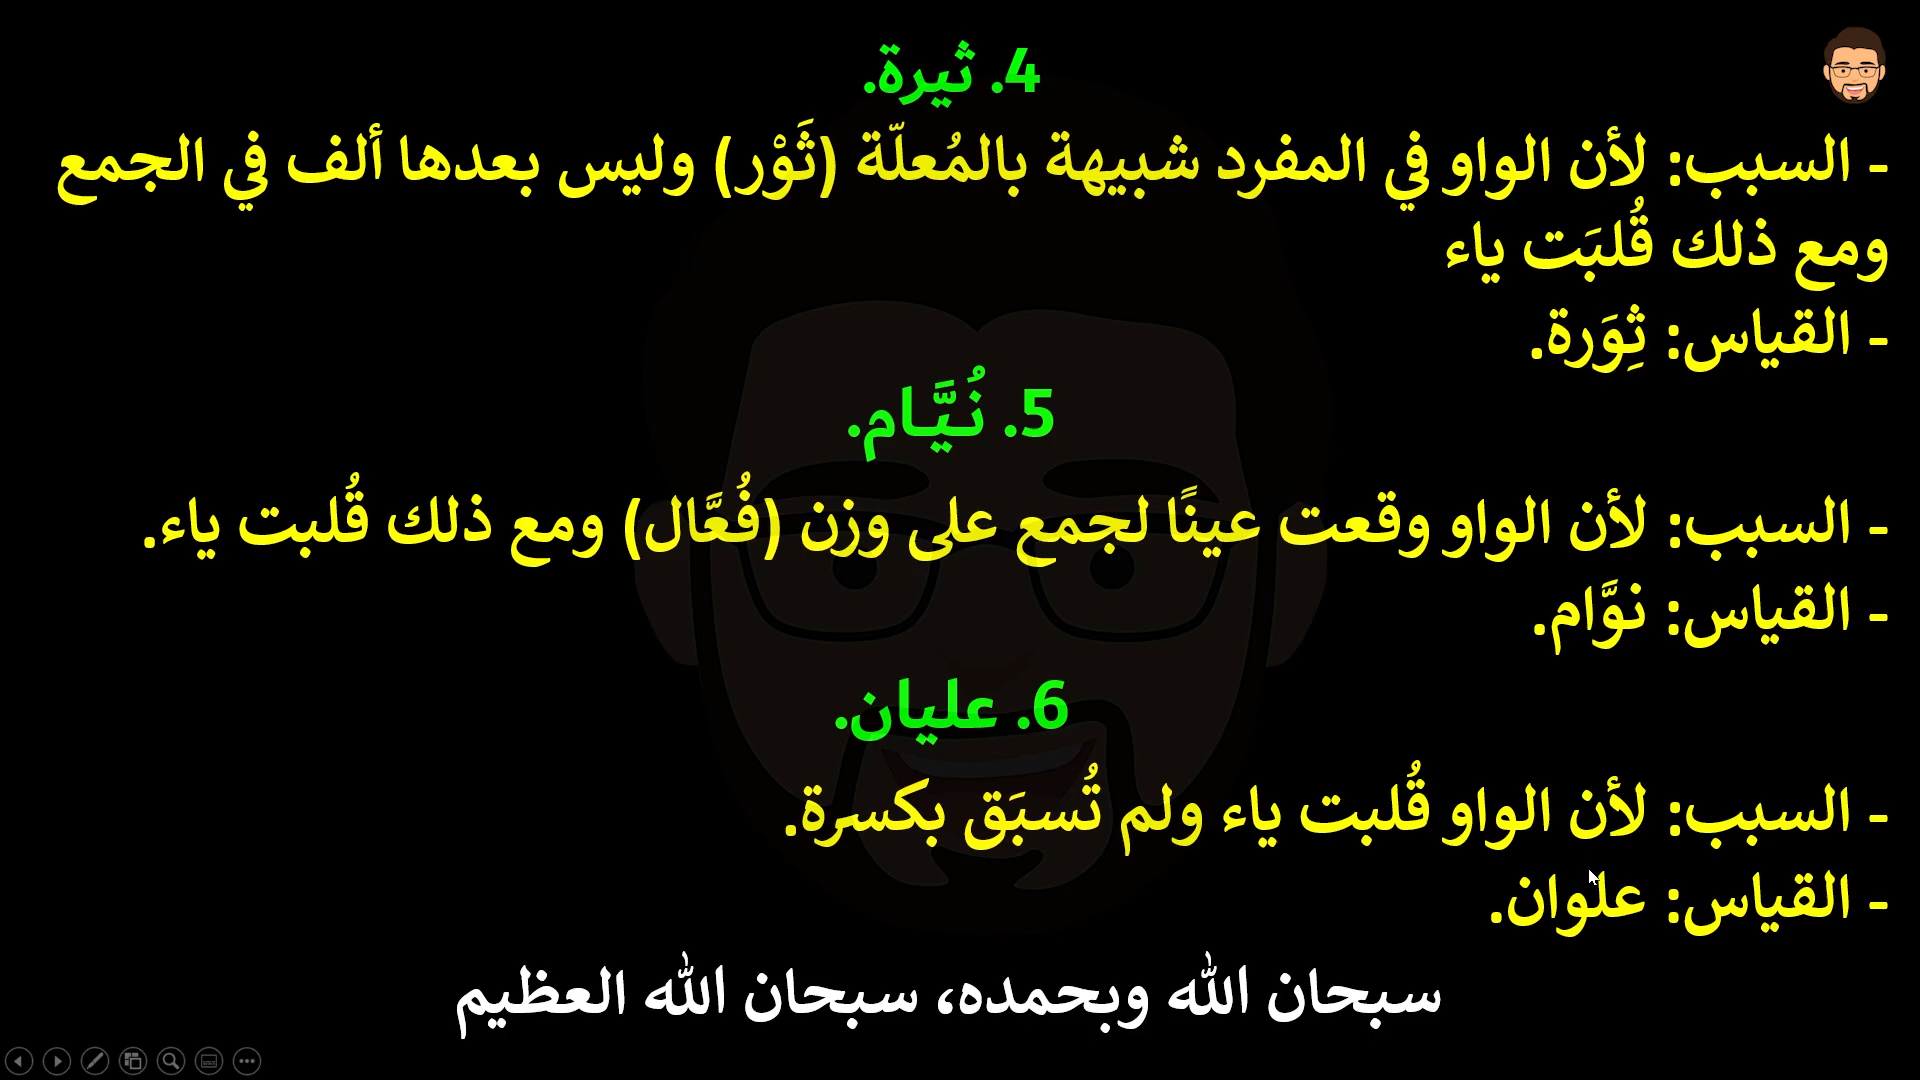 4. ثيرة.
- السبب: لأن الواو في المفرد شبيهة بالمُعلّة (ثَوْر) وليس بعدها ألف في الجمع
ومع ذلك قُلبَت ياء
- القياس: ثِوَرة.
5. نُـيَّـام.
- السبب: لأن الواو وقعت عينًا لجمع على وزن (فُعَّال) ومع ذلك قُلبت ياء.
- القياس: نوَّام.
6. عليان.
- السبب: لأن الواو قُلبت ياء ولم تُسبَق بكسرة.
- القياس: علوان.
سبحان الله وبحمده، سبحان الله العظيم